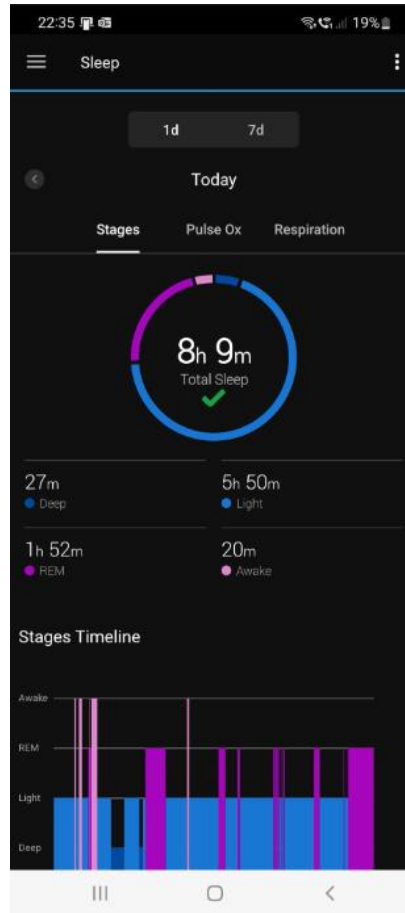 22:35 19%
Sleep
1d 7d
Today
Stages Pulse Ox Respiration
8h 9m
Total Sleep
27m 5h 50m
Deep Light
1h 52m 20m
REM Awake
Stages Timeline
Awake
REM
Light
Deep